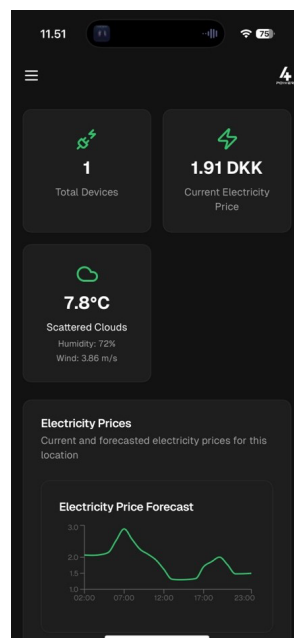 11.51
75
4
POWER
1
Total Devices
1.91 DKK
Current Electricity
Price
7.8°C
Scattered Clouds
Humidity: 72%
Wind: 3.86 m/s
Electricity Prices
Current and forecasted electricity prices for this
location
Electricity Price Forecast
3.0
2.0
1.5
1.0
02:00 07:00 12:00 17:00 23:00